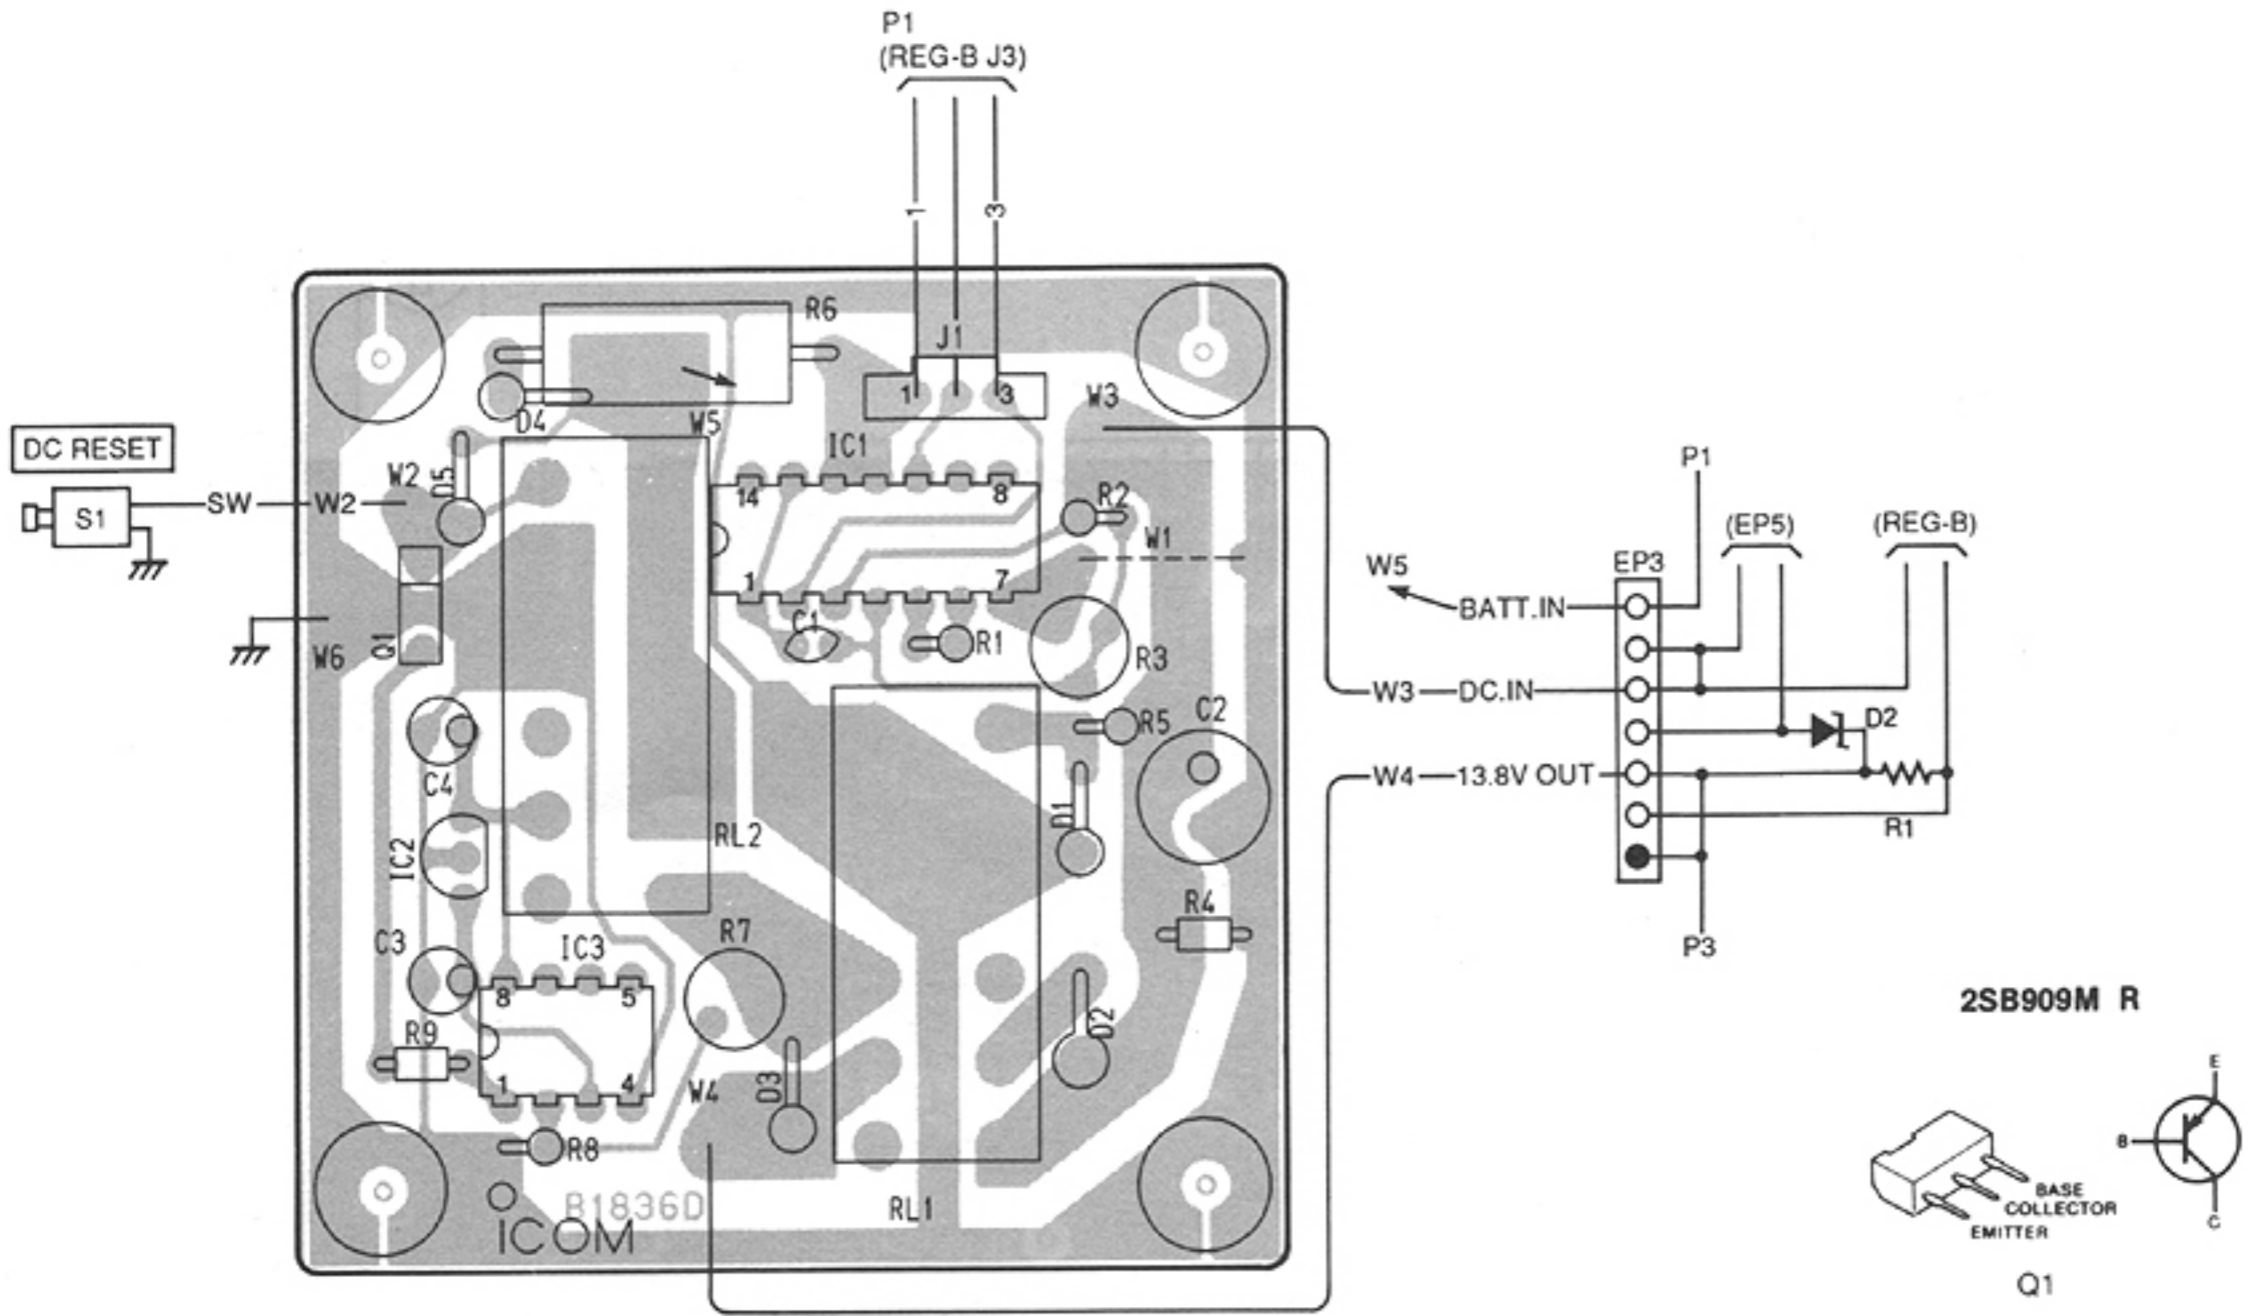 P1
(REG-B J3)
1
3
R6
J1
1
3
W3
D4
W5
IC1
DC RESET
S1
SW
W2
W2
D5
14
8
R2
W1
1
7
C1
R1
R3
Q1
W6
R5
C2
C4
D1
RL2
IC2
R4
C3
IC3
R7
8
5
R9
1
4
D2
D3
W4
R8
B1836D
ICOM
RL1
P1
(EP5)
(REG-B)
EP3
W5
BATT.IN
W3
DC.IN
D2
W4
13.8V OUT
R1
P3
2SB909M R
E
B
C
BASE
COLLECTOR
EMITTER
Q1